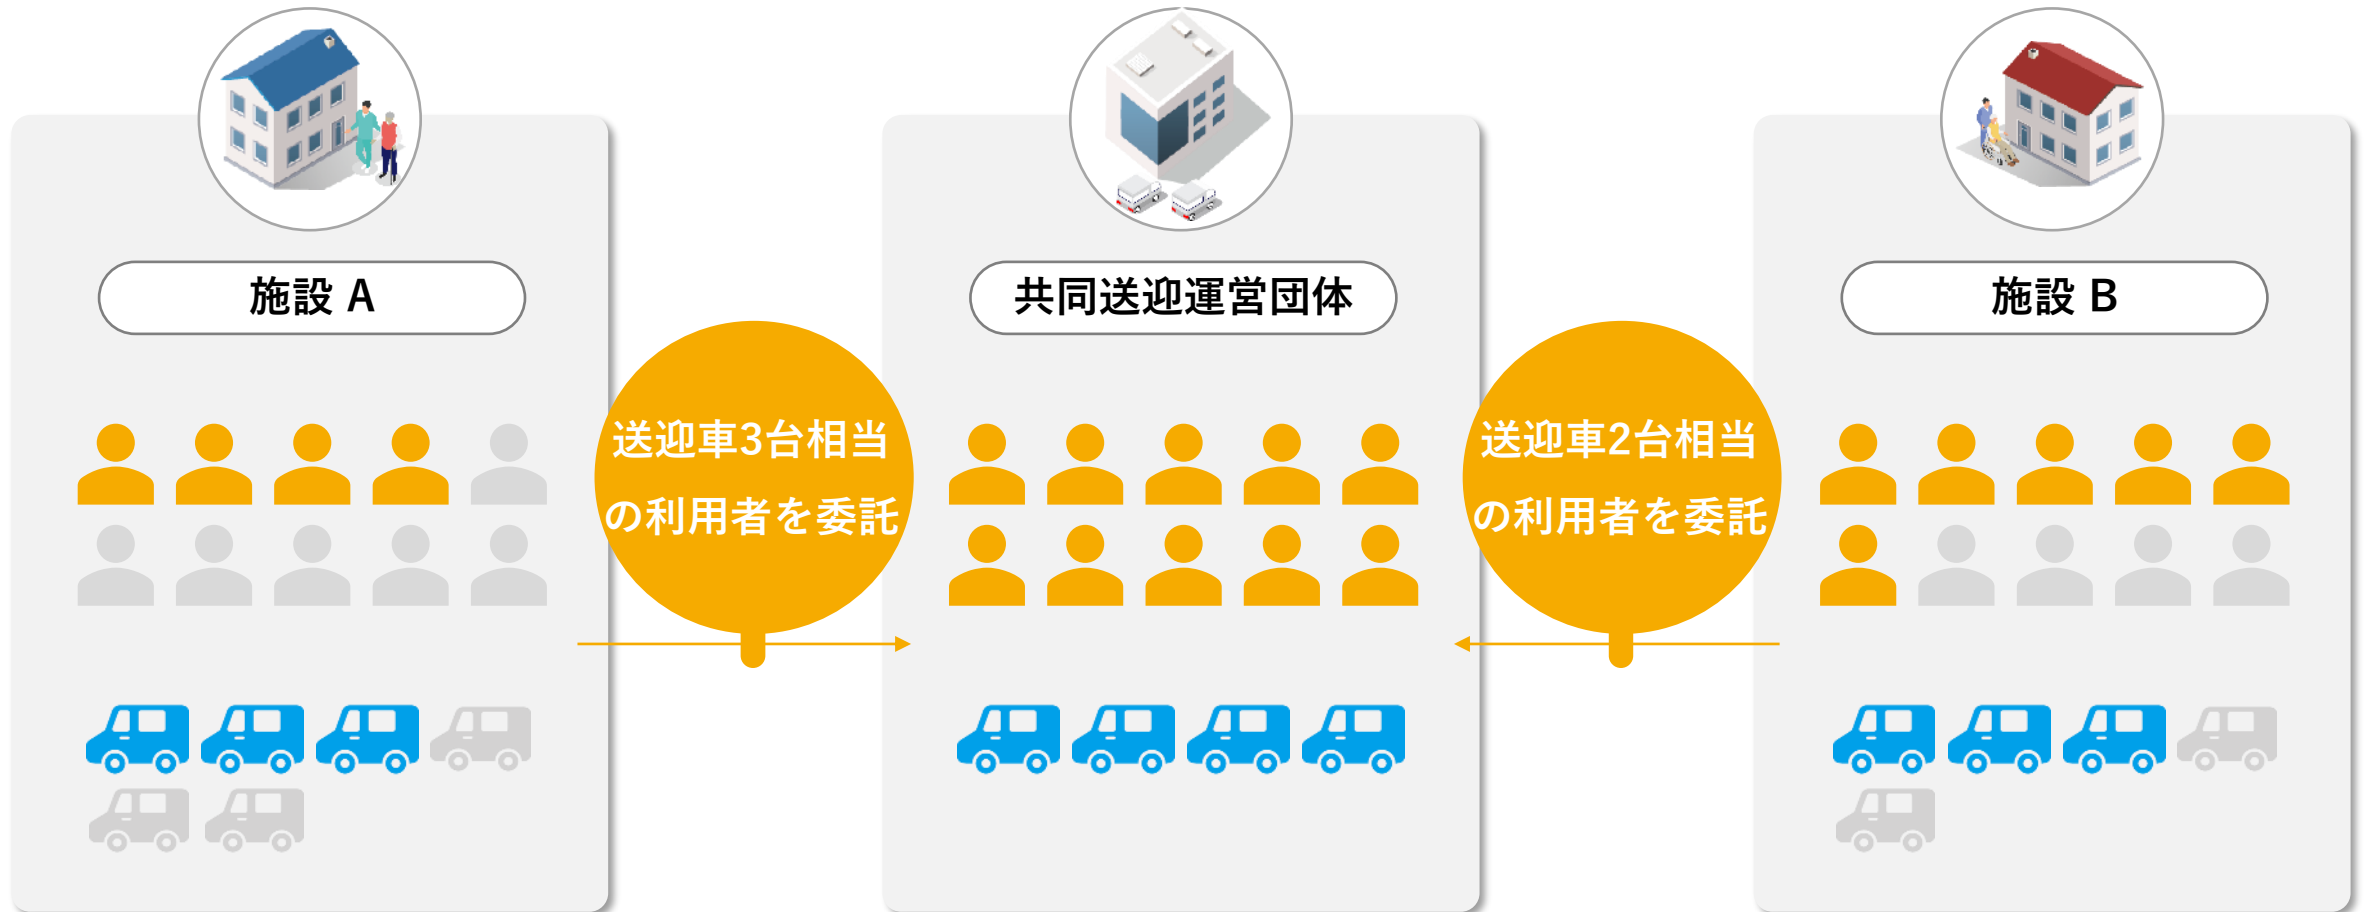 施設 A
共同送迎運営団体
施設 B
送迎車3台相当
の利用者を委託
送迎車2台相当
の利用者を委託